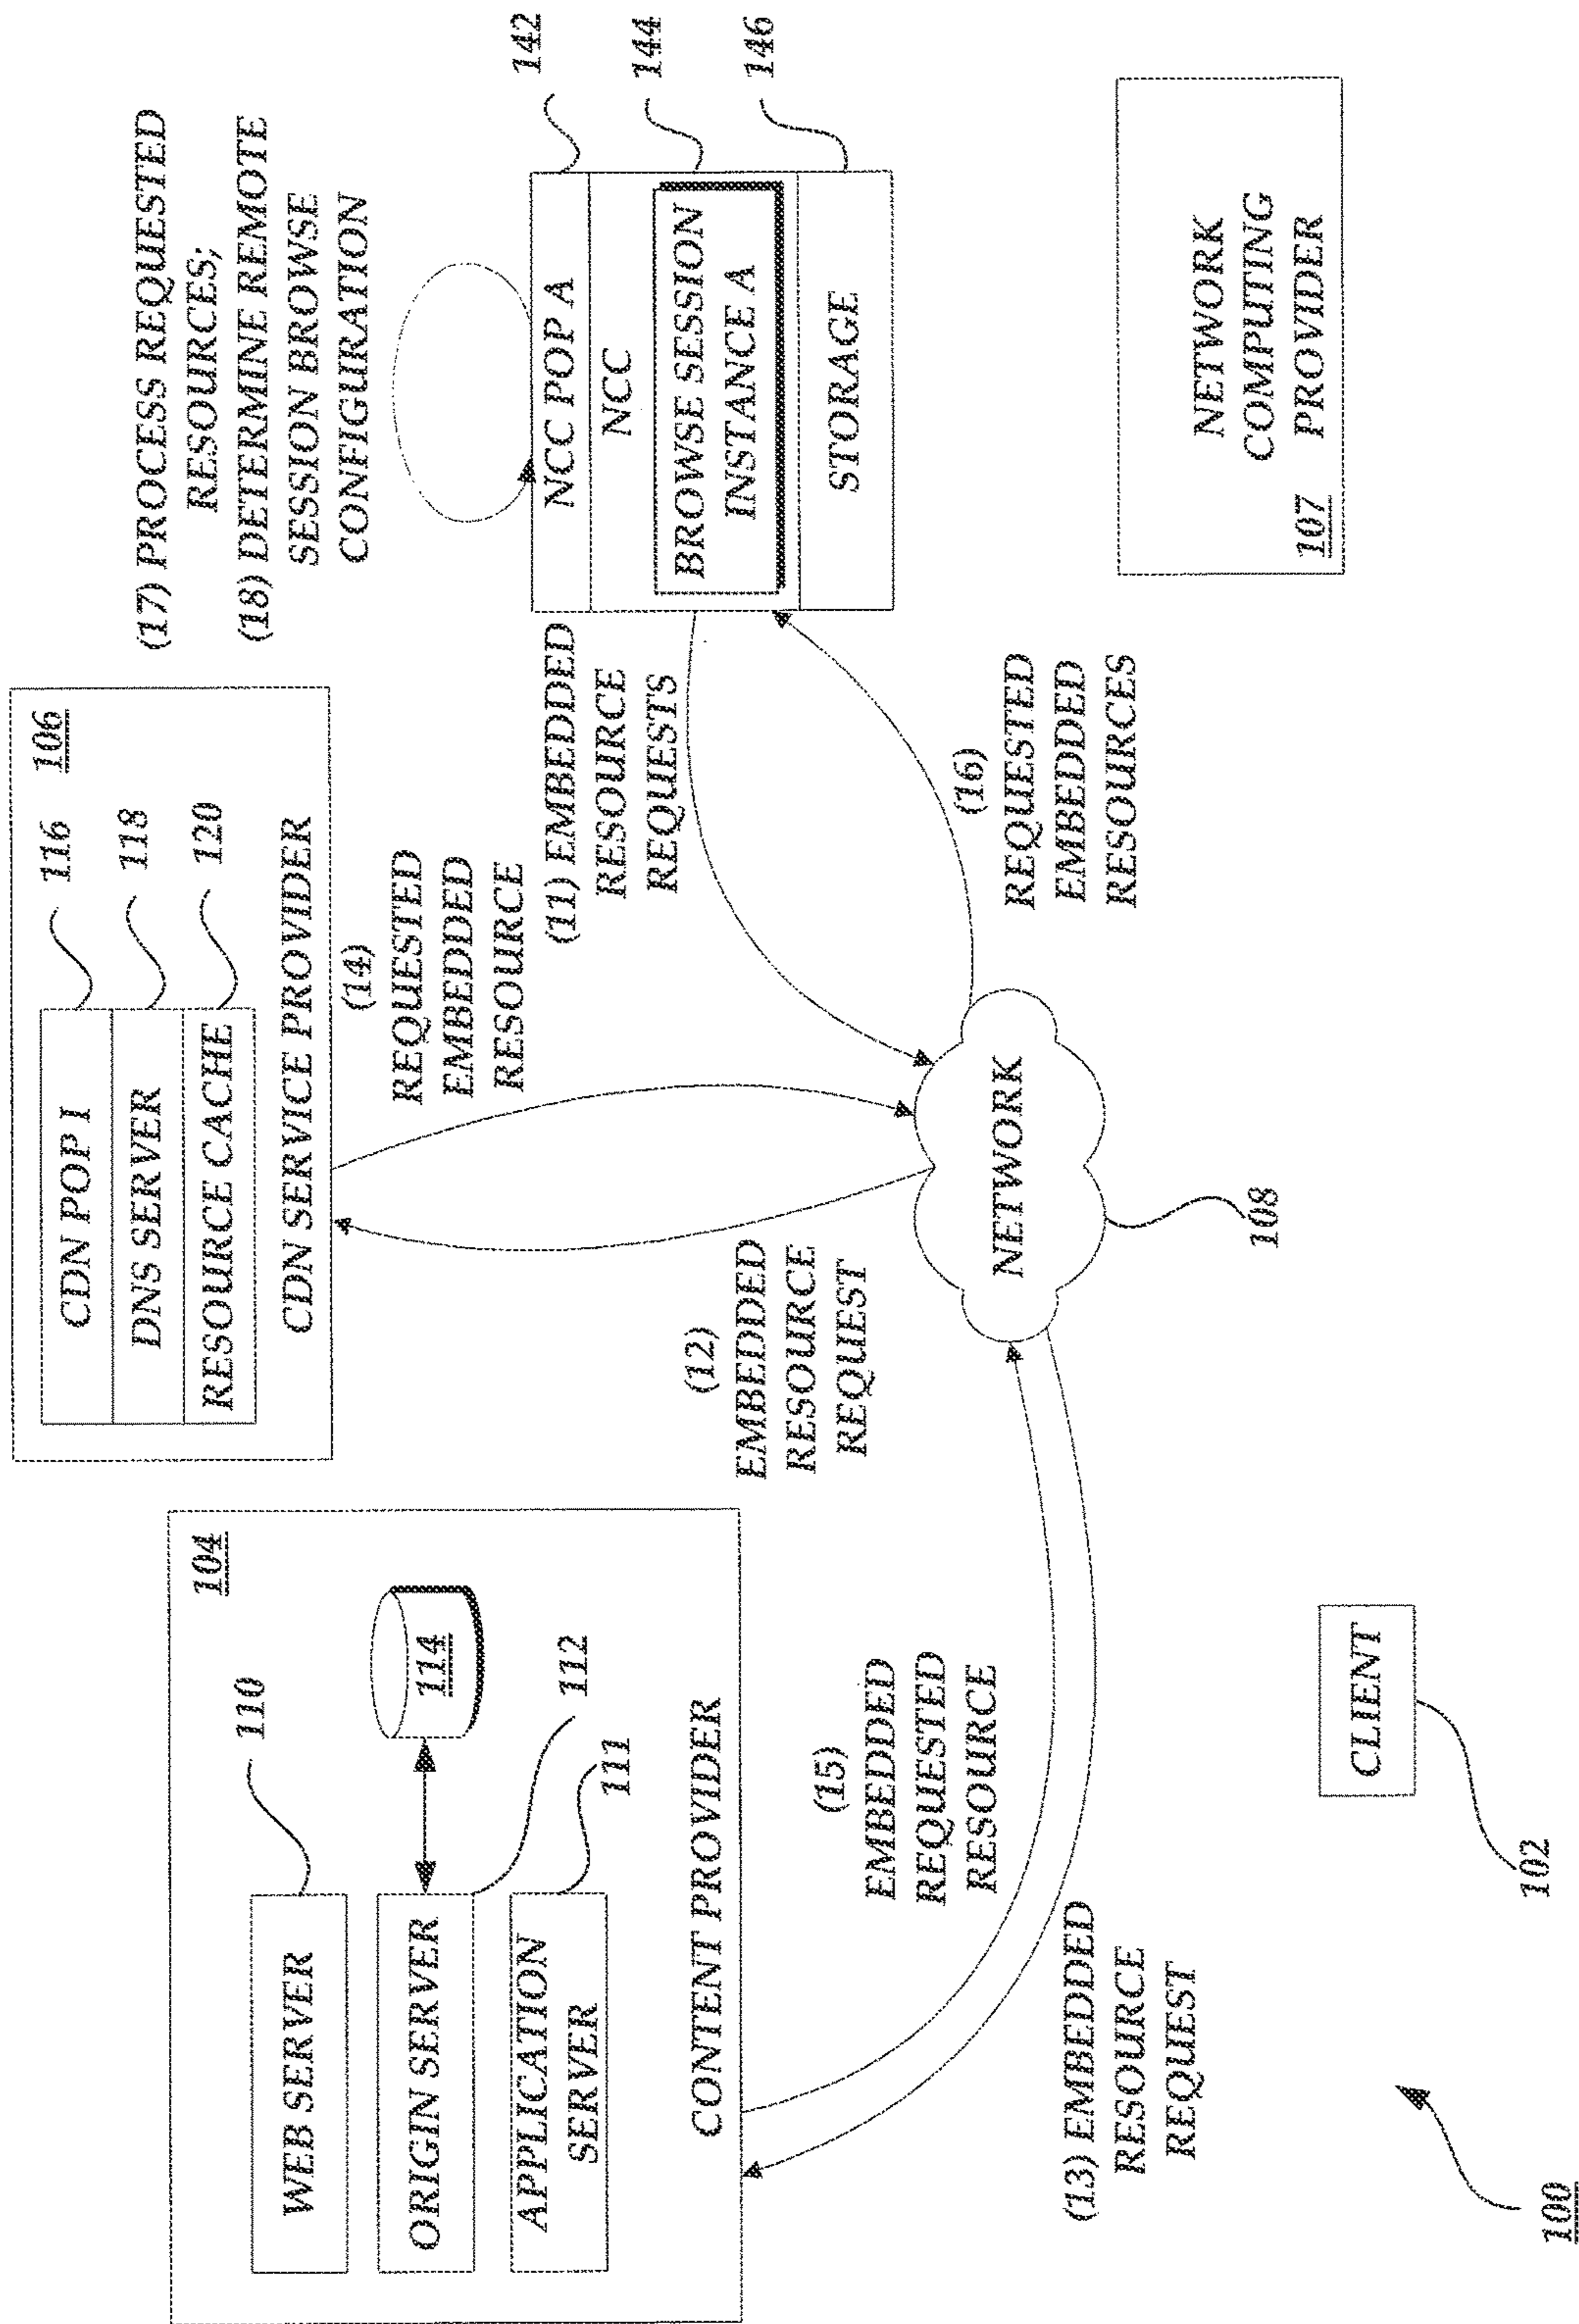 104
WEB SERVER
110
ORIGIN SERVER
114
112
APPLICATION
SERVER
111
CONTENT PROVIDER
106
CDN POP I
116
DNS SERVER
118
RESOURCE CACHE
120
CDN SERVICE PROVIDER
(17) PROCESS REQUESTED
RESOURCES;
(18) DETERMINE REMOTE
SESSION BROWSE
CONFIGURATION
NCC POP A
142
NCC
BROWSE SESSION
INSTANCE A
144
STORAGE
146
(14)
REQUESTED
EMBEDDED
RESOURCE
(11) EMBEDDED
RESOURCE
REQUESTS
(12)
EMBEDDED
RESOURCE
REQUEST
(16)
REQUESTED
EMBEDDED
RESOURCES
(15)
EMBEDDED
REQUESTED
RESOURCE
(13) EMBEDDED
RESOURCE
REQUEST
NETWORK
108
NETWORK
COMPUTING
PROVIDER
107
CLIENT
102
100